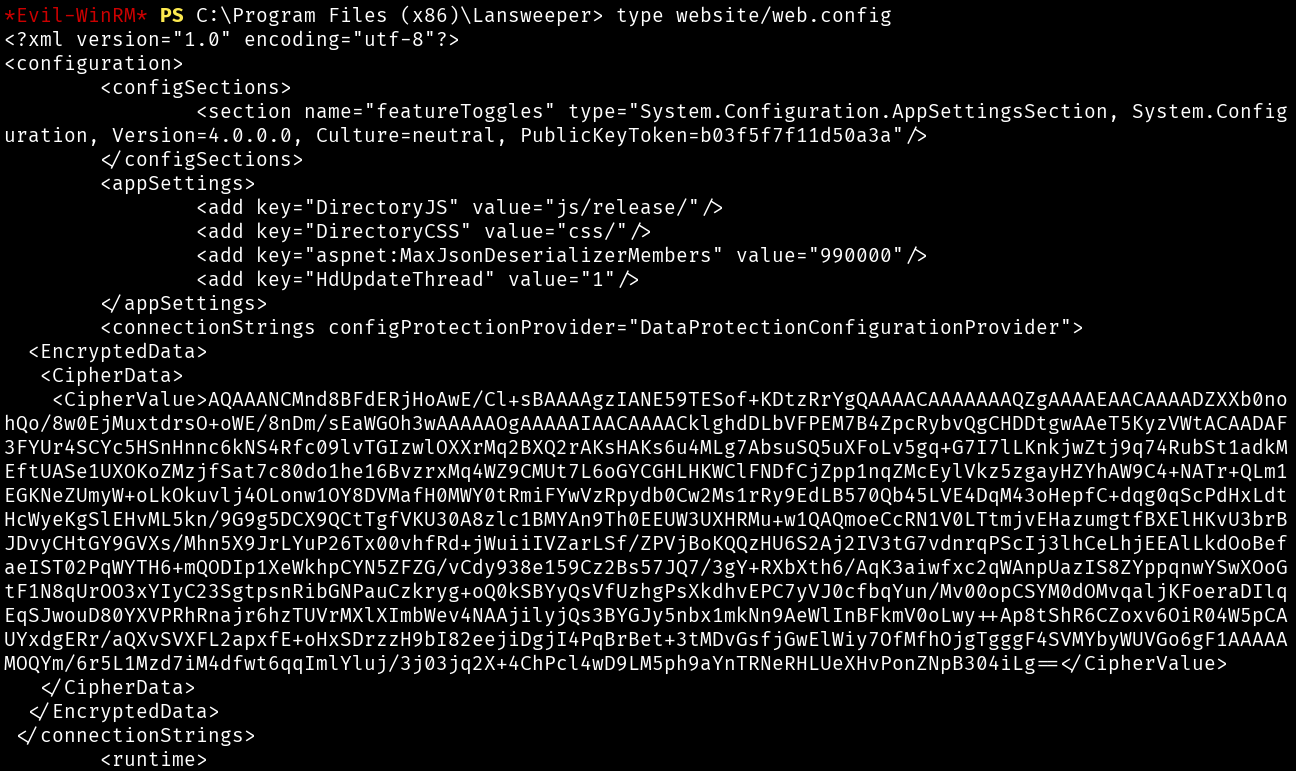 *Evil-WinRM* PS C:\Program Files (x86)\Lansweeper> type website/web.config
<?xml version="1.0" encoding="utf-8"?>
<configuration>
        <configSections>
                <section name="featureToggles" type="System.Configuration.AppSettingsSection, System.Config
uration, Version=4.0.0.0, Culture=neutral, PublicKeyToken=b03f5f7f11d50a3a"/>
        </configSections>
        <appSettings>
                <add key="DirectoryJS" value="js/release/"/>
                <add key="DirectoryCSS" value="css/"/>
                <add key="aspnet:MaxJsonDeserializerMembers" value="990000"/>
                <add key="HdUpdateThread" value="1"/>
        </appSettings>
        <connectionStrings configProtectionProvider="DataProtectionConfigurationProvider">
  <EncryptedData>
   <CipherData>
    <CipherValue>AQAAANCMnd8BFdERjHoAwE/Cl+sBAAAAgzIANE59TESof+KDtzRrYgQAAAACAAAAAAAQZgAAAAEAACAAAADZXXb0no
hQo/8w0EjMuxtdrsO+oWE/8nDm/sEaWGOh3wAAAAAOgAAAAAIAACAAAACklghdDLbVFPEM7B4ZpcRybvQgCHDDtgwAAeT5KyzVWtACAADAF
3FYUr4SCYc5HSnHnnc6kNS4Rfc09lvTGIzwlOXXrMq2BXQ2rAKsHAKs6u4MLg7AbsuSQ5uXFoLv5gq+G7I7lLKnkjwZtj9q74RubSt1adkM
EftUASe1UXOKoZMzjfSat7c80do1he16BvzrxMq4WZ9CMUt7L6oGYCGHLHKWClFNDfCjZpp1nqZMcEylVkz5zgayHZYhAW9C4+NATr+QLm1
EGKNeZUmyW+oLkOkuvlj4OLonw1OY8DVMafH0MWY0tRmiFYwVzRpydb0Cw2Ms1rRy9EdLB570Qb45LVE4DqM43oHepfC+dqg0qScPdHxLdt
HcWyeKgSlEHvML5kn/9G9g5DCX9QCtTgfVKU30A8zlc1BMYAn9Th0EEUW3UXHRMu+w1QAQmoeCcRN1V0LTtmjvEHazumgtfBXElHKvU3brB
JDvyCHtGY9GVXs/Mhn5X9JrLYuP26Tx00vhfRd+jWuiiIVZarLSf/ZPVjBoKQQzHU6S2Aj2IV3tG7vdnrqPScIj3lhCeLhjEEAlLkdOoBef
aeIST02PqWYTH6+mQODIp1XeWkhpCYN5ZFZG/vCdy938e159Cz2Bs57JQ7/3gY+RXbXth6/AqK3aiwfxc2qWAnpUazIS8ZYppqnwYSwXOoG
tF1N8qUrOO3xYIyC23SgtpsnRibGNPauCzkryg+oQ0kSBYyQsVfUzhgPsXkdhvEPC7yVJ0cfbqYun/Mv00opCSYM0dOMvqaljKFoeraDIlq
EqSJwouD80YXVPRhRnajr6hzTUVrMXlXImbWev4NAAjilyjQs3BYGJy5nbx1mkNn9AeWlInBFkmV0oLwy++Ap8tShR6CZoxv6OiR04W5pCA
UYxdgERr/aQXvSVXFL2apxfE+oHxSDrzzH9bI82eejiDgjI4PqBrBet+3tMDvGsfjGwElWiy7OfMfhOjgTgggF4SVMYbyWUVGo6gF1AAAAA
MOQYm/6r5L1Mzd7iM4dfwt6qqImlYluj/3j03jq2X+4ChPcl4wD9LM5ph9aYnTRNeRHLUeXHvPonZNpB304iLg==</CipherValue>
   </CipherData>
  </EncryptedData>
 </connectionStrings>
        <runtime>